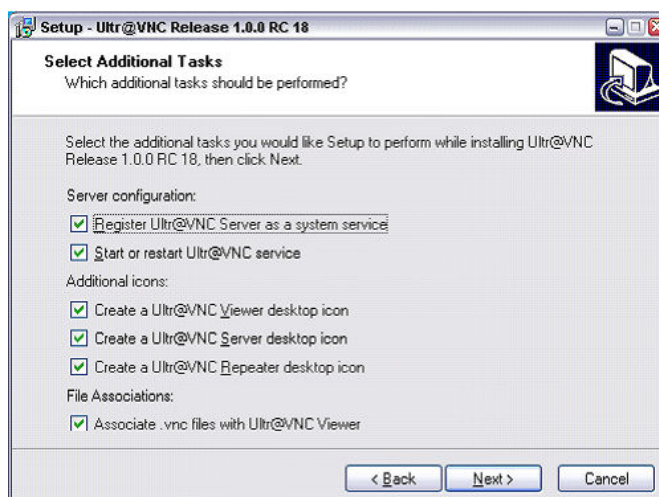 Setup - Ultr@VNC Release 1.0.0 RC 18
Select Additional Tasks
Which additional tasks should be performed?
Select the additional tasks you would like Setup to perform while installing Ultr@VNC
Release 1.0.0 RC 18, then click Next.
Server configuration:
Register Ultr@VNC Server as a system service
Start or restart Ultr@VNC service
Additional icons:
Create a Ultr@VNC Viewer desktop icon
Create a Ultr@VNC Server desktop icon
Create a Ultr@VNC Repeater desktop icon
File Associations:
Associate .vnc files with Ultr@VNC Viewer
< Back Next > Cancel